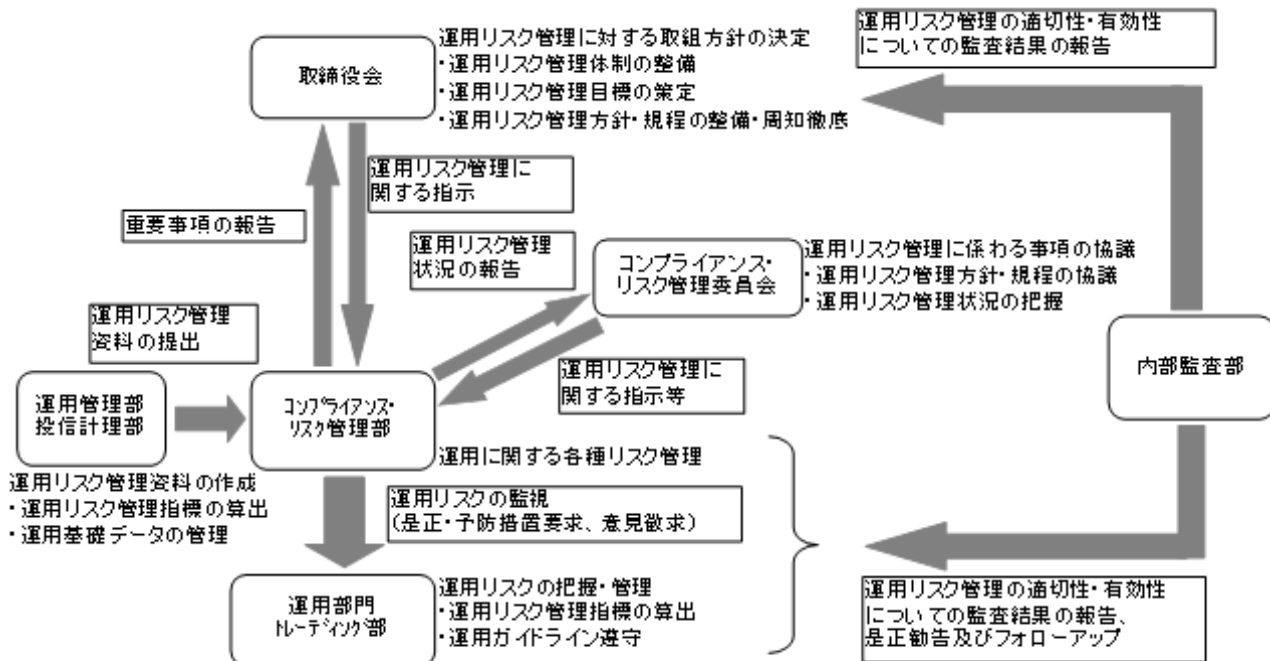 取締役会
運用リスク管理に対する取組方針の決定
・運用リスク管理体制の整備
・運用リスク管理目標の策定
・運用リスク管理方針・規程の整備・周知徹底
運用リスク管理の適切性・有効性
についての監査結果の報告
運用リスク管理に
関する指示
重要事項の報告
運用リスク管理
状況の報告
コンプライアンス・
リスク管理委員会
運用リスク管理に係わる事項の協議
・運用リスク管理方針・規程の協議
・運用リスク管理状況の把握
運用リスク管理
資料の提出
運用リスク管理に
関する指示等
内部監査部
運用管理部
投信計理部
コンプライアンス・
リスク管理部
運用に関する各種リスク管理
運用リスク管理資料の作成
・運用リスク管理指標の算出
・運用基礎データの管理
運用リスクの監視
(是正・予防措置要求、意見徴求)
運用部門
トレーディング部
運用リスクの把握・管理
・運用リスク管理指標の算出
・運用ガイドライン遵守
運用リスク管理の適切性・有効性
についての監査結果の報告、
是正勧告及びフォローアップ